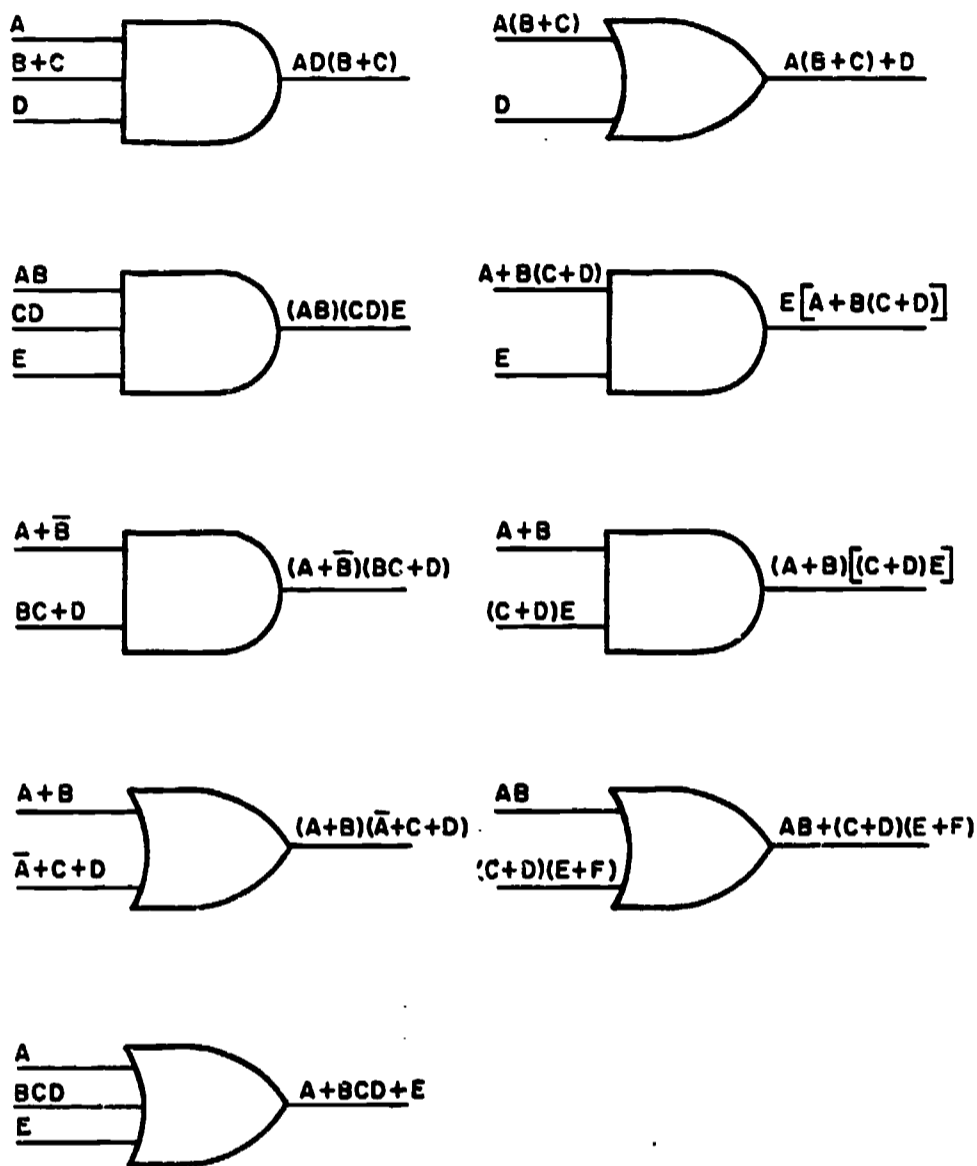 A
B+C
D
AD(B+C)
A(B+C)
D
A(B+C)+D
AB
CD
E
(AB)(CD)E
A+B(C+D)
E
E[A+B(C+D)]
A+B̅
BC+D
(A+B̅)(BC+D)
A+B
(C+D)E
(A+B)[(C+D)E]
A+B
A̅+C+D
(A+B)(A̅+C+D)
AB
(C+D)(E+F)
AB+(C+D)(E+F)
A
BCD
E
A+BCD+E